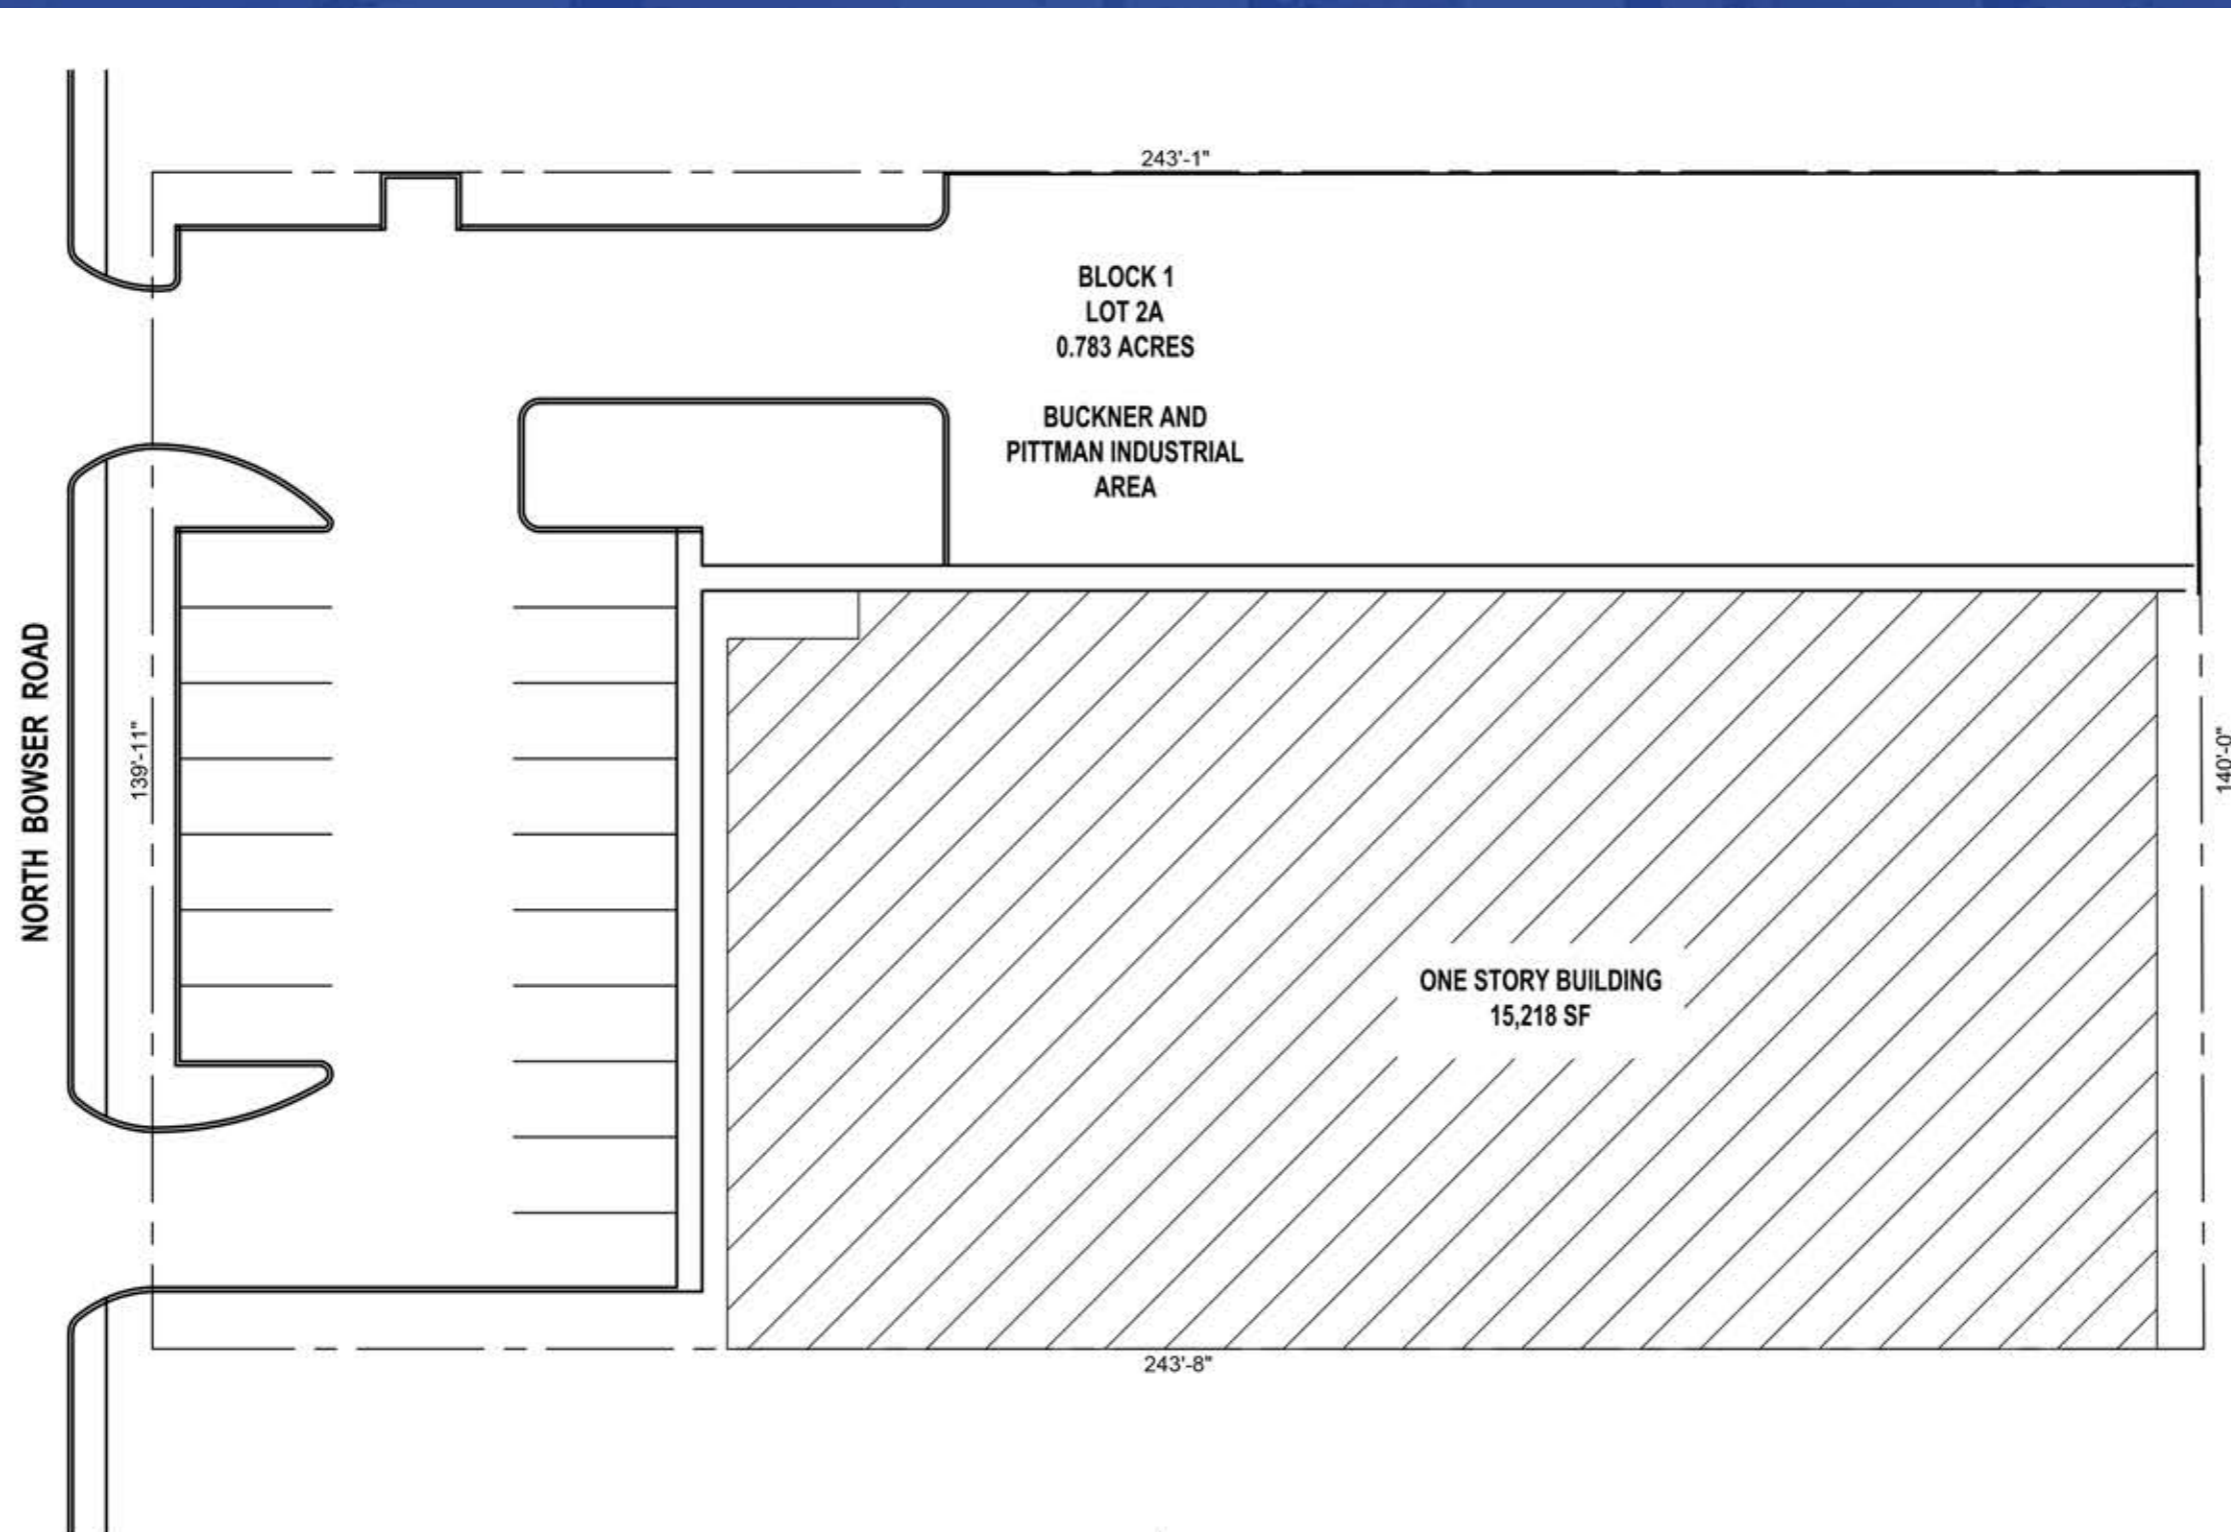 243'-1"
BLOCK 1
LOT 2A
0.783 ACRES
BUCKNER AND
PITTMAN INDUSTRIAL
AREA
NORTH BOWSER ROAD
139'-11"
140'-0"
ONE STORY BUILDING
15,218 SF
243'-8"